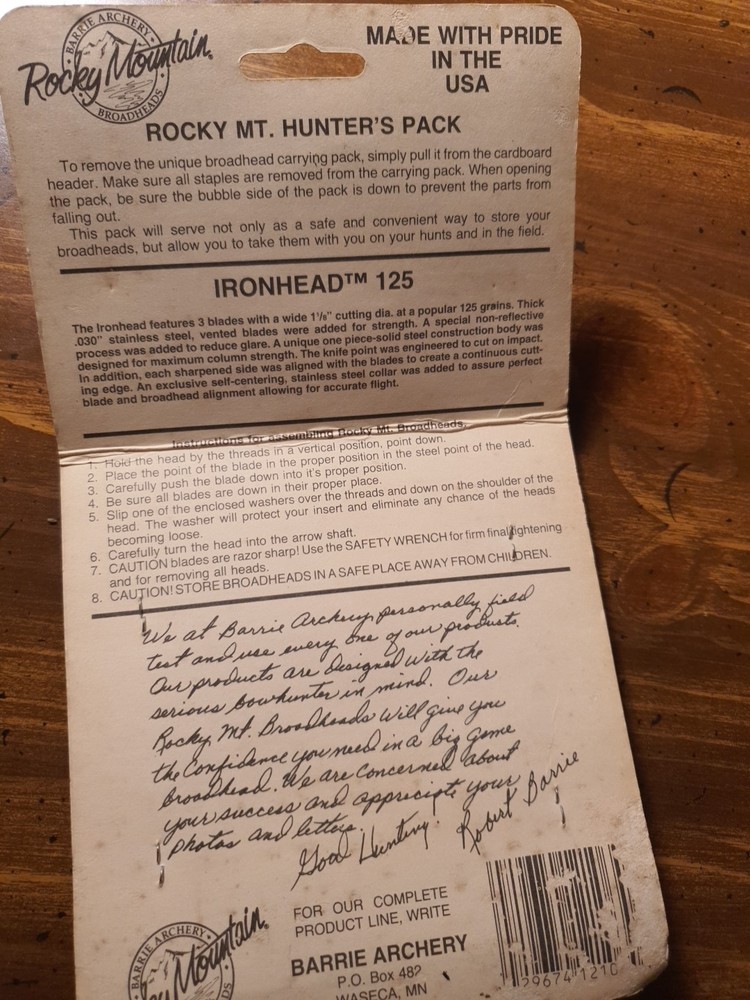 BARRIE ARCHERY
Rocky Mountain.
BROADHEADS
MADE WITH PRIDE
IN THE
USA
ROCKY MT. HUNTER'S PACK
To remove the unique broadhead carrying pack, simply pull it from the cardboard
header. Make sure all staples are removed from the carrying pack. When opening
the pack, be sure the bubble side of the pack is down to prevent the parts from
falling out.
This pack will serve not only as a safe and convenient way to store your
broadheads, but allow you to take them with you on your hunts and in the field.
IRONHEAD™ 125
The Ironhead features 3 blades with a wide 1⅛" cutting dia. at a popular 125 grains. Thick
.030" stainless steel, vented blades were added for strength. A special non-reflective
process was added to reduce glare. A unique one piece-solid steel construction body was
designed for maximum column strength. The knife point was engineered to cut on impact.
In addition, each sharpened side was aligned with the blades to create a continuous cutt-
ing edge. An exclusive self-centering, stainless steel collar was added to assure perfect
blade and broadhead alignment allowing for accurate flight.
Instructions for assembling Rocky Mt. Broadheads.
1. Hold the head by the threads in a vertical position, point down.
2. Place the point of the blade in the proper position in the steel point of the head.
3. Carefully push the blade down into it's proper position.
4. Be sure all blades are down in their proper place.
5. Slip one of the enclosed washers over the threads and down on the shoulder of the
head. The washer will protect your insert and eliminate any chance of the heads
becoming loose.
6. Carefully turn the head into the arrow shaft.
7. CAUTION blades are razor sharp! Use the SAFETY WRENCH for firm final tightening
and for removing all heads.
8. CAUTION! STORE BROADHEADS IN A SAFE PLACE AWAY FROM CHILDREN.
We at Barrie Archery personally field
test and use every one of our products.
Our products are designed with the
serious bowhunter in mind. Our
Rocky Mt. Broadheads will give you
the confidence you need in a big game
broadhead. We are concerned about
your success and appreciate your
photos and letters.
Good Hunting.
Robert Barrie
BARRIE ARCHERY
Mountain.
FOR OUR COMPLETE
PRODUCT LINE, WRITE
BARRIE ARCHERY
P.O. Box 482
WASECA, MN
29674 1210